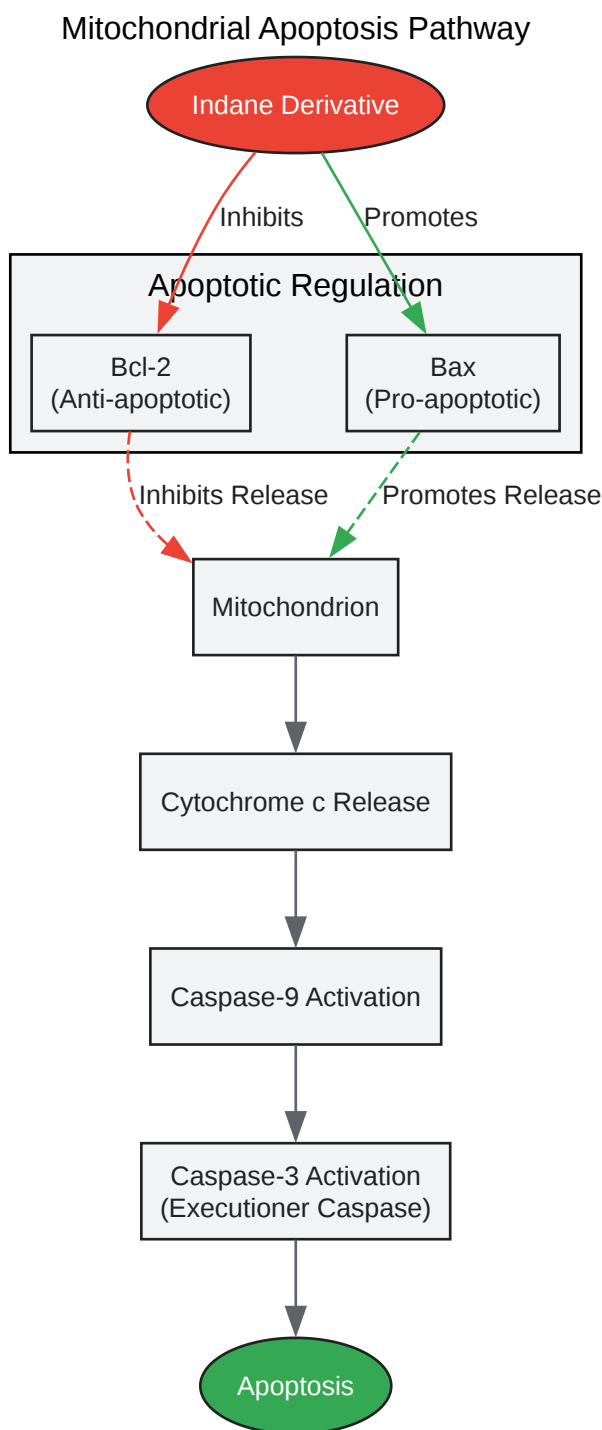 Mitochondrial Apoptosis Pathway
Indane Derivative
Inhibits
Promotes
Apoptotic Regulation
Bcl-2
(Anti-apoptotic)
Bax
(Pro-apoptotic)
Inhibits Release
Promotes Release
Mitochondrion
Cytochrome c Release
Caspase-9 Activation
Caspase-3 Activation
(Executioner Caspase)
Apoptosis